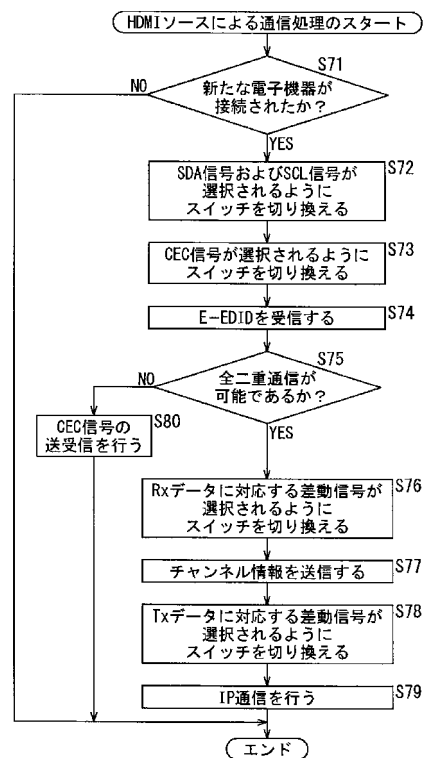 HDMIソースによる通信処理のスタート
S71
NO
新たな電子機器が
接続されたか？
YES
S72
SDA信号およびSCL信号が
選択されるように
スイッチを切り換える
S73
CEC信号が選択されるように
スイッチを切り換える
S74
E-EDIDを受信する
S75
NO
全二重通信が
可能であるか？
S80
CEC信号の
送受信を行う
YES
S76
Rxデータに対応する差動信号が
選択されるように
スイッチを切り換える
S77
チャンネル情報を送信する
S78
Txデータに対応する差動信号が
選択されるように
スイッチを切り換える
S79
IP通信を行う
エンド